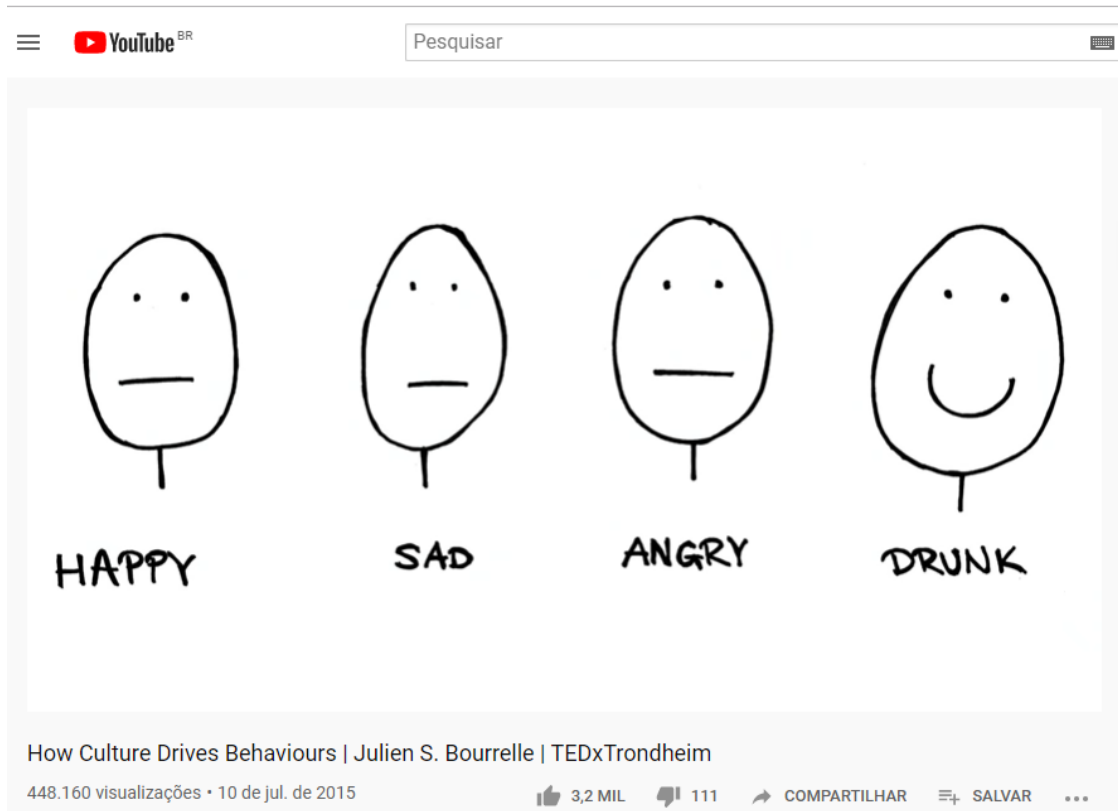 YouTube BR
Pesquisar
HAPPY SAD ANGRY DRUNK
How Culture Drives Behaviours | Julien S. Bourrelle | TEDxTrondheim
448.160 visualizações • 10 de jul. de 2015 3,2 MIL 111 COMPARTILHAR SALVAR